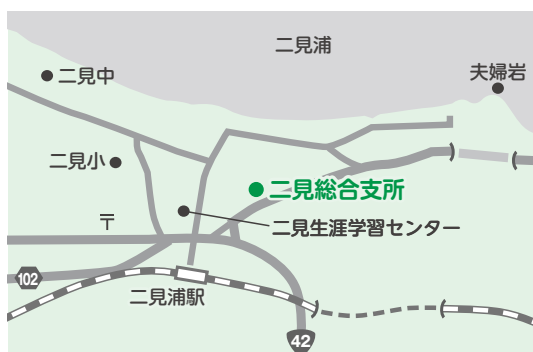 二見浦
二見中
夫婦岩
二見小
二見総合支所
〒
二見生涯学習センター
102
二見浦駅
42